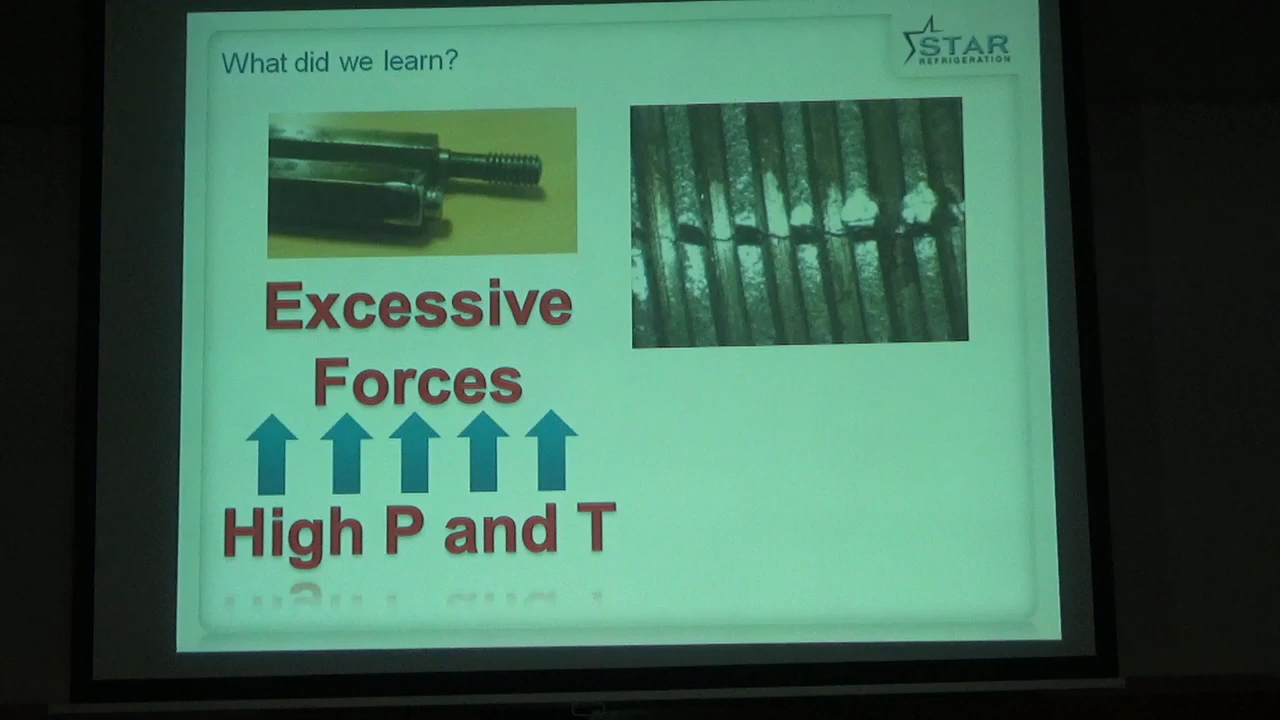 What did we learn?
STAR
REFRIGERATION
Excessive
Forces
High P and T